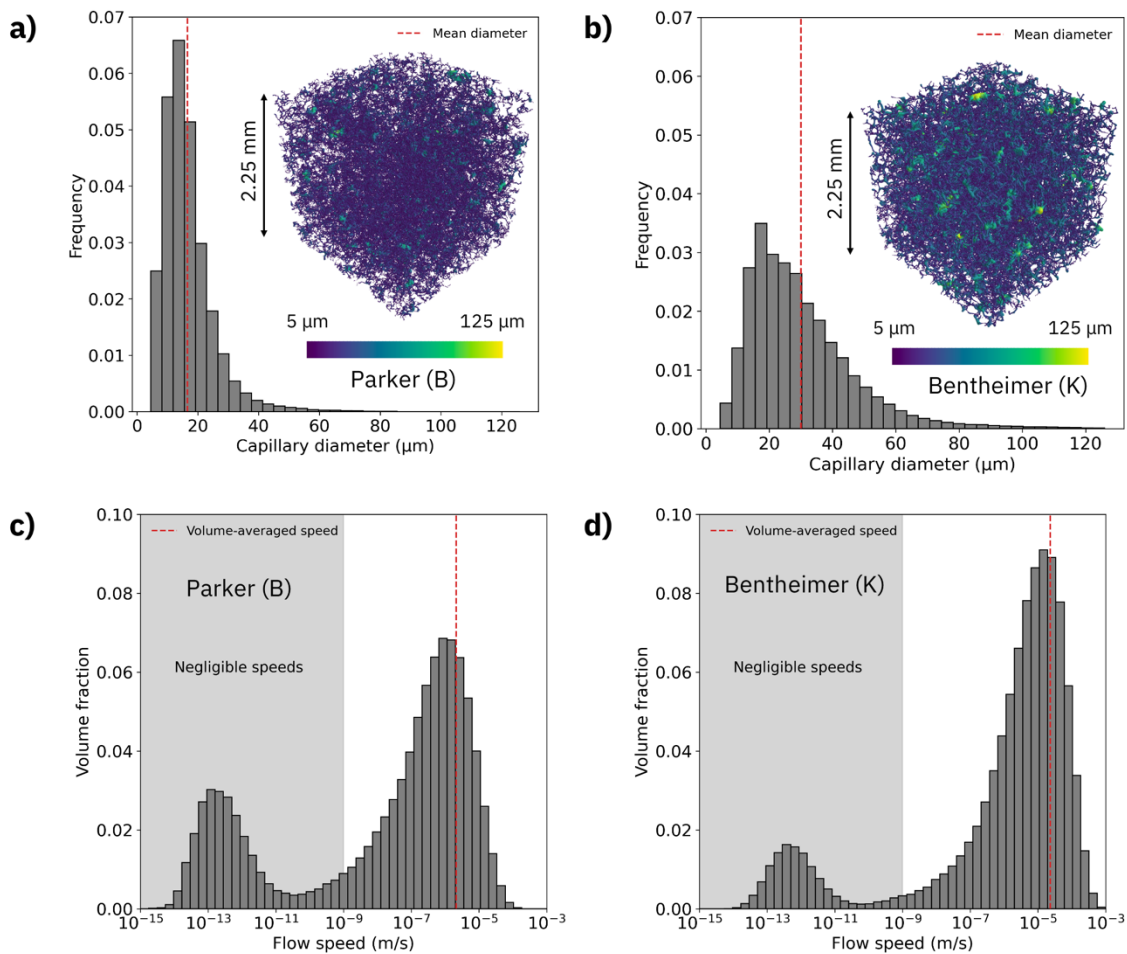 a)
0.07
0.06
0.05
0.04
0.03
0.02
0.01
0.00
Frequency
0
20
40
60
80
100
120
Capillary diameter (μm)
Mean diameter
2.25 mm
5 μm
125 μm
Parker (B)
b)
0.07
0.06
0.05
0.04
0.03
0.02
0.01
0.00
Frequency
0
20
40
60
80
100
120
Capillary diameter (μm)
Mean diameter
2.25 mm
5 μm
125 μm
Bentheimer (K)
c)
0.10
0.08
0.06
0.04
0.02
0.00
Volume fraction
Volume-averaged speed
Parker (B)
Negligible speeds
10⁻¹⁵
10⁻¹³
10⁻¹¹
10⁻⁹
10⁻⁷
10⁻⁵
10⁻³
Flow speed (m/s)
d)
0.10
0.08
0.06
0.04
0.02
0.00
Volume fraction
Volume-averaged speed
Bentheimer (K)
Negligible speeds
10⁻¹⁵
10⁻¹³
10⁻¹¹
10⁻⁹
10⁻⁷
10⁻⁵
10⁻³
Flow speed (m/s)